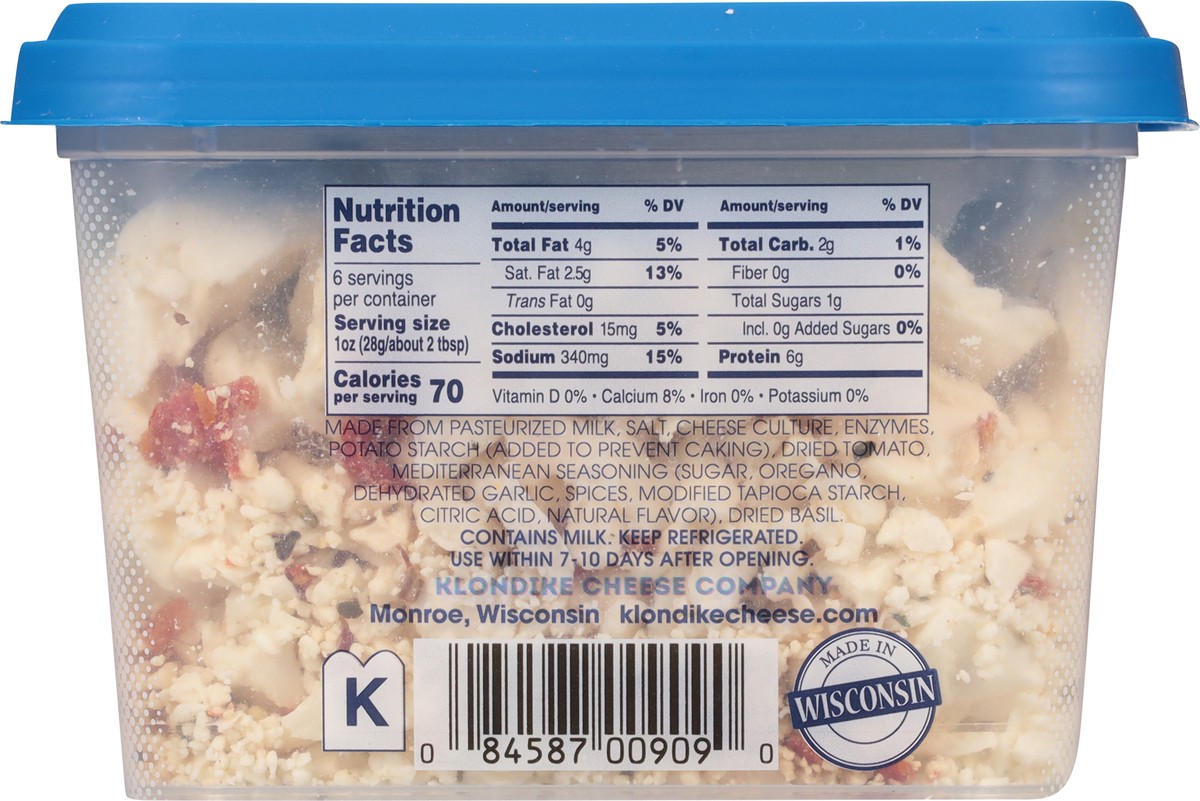 Nutrition
Facts
6 servings
per container
Serving size
1oz (28g/about 2 tbsp)
Calories
per serving 70
Amount/serving % DV
Total Fat 4g 5%
Sat. Fat 2.5g 13%
Trans Fat 0g
Cholesterol 15mg 5%
Sodium 340mg 15%
Amount/serving % DV
Total Carb. 2g 1%
Fiber 0g 0%
Total Sugars 1g
Incl. 0g Added Sugars 0%
Protein 6g
Vitamin D 0% • Calcium 8% • Iron 0% • Potassium 0%
MADE FROM PASTEURIZED MILK, SALT, CHEESE CULTURE, ENZYMES,
POTATO STARCH (ADDED TO PREVENT CAKING), DRIED TOMATO,
MEDITERRANEAN SEASONING (SUGAR, OREGANO,
DEHYDRATED GARLIC, SPICES, MODIFIED TAPIOCA STARCH,
CITRIC ACID, NATURAL FLAVOR), DRIED BASIL.
CONTAINS MILK. KEEP REFRIGERATED.
USE WITHIN 7-10 DAYS AFTER OPENING.
KLONDIKE CHEESE COMPANY
Monroe, Wisconsin klondikecheese.com
K
0 84587 00909 0
MADE IN
WISCONSIN